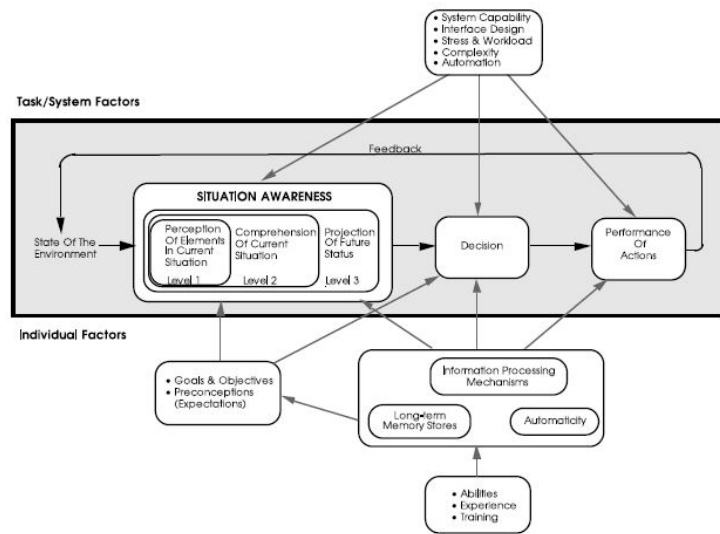 • System Capability
• Interface Design
• Stress & Workload
• Complexity
• Automation
Task/System Factors
Feedback
SITUATION AWARENESS
State Of The
Environment
Perception
Of Elements
In Current
Situation
Level 1
Comprehension
Of Current
Situation
Level 2
Projection
Of Future
Status
Level 3
Decision
Performance
Of
Actions
Individual Factors
• Goals & Objectives
• Preconceptions
(Expectations)
Information Processing
Mechanisms
Long-term
Memory Stores
Automaticity
• Abilities
• Experience
• Training